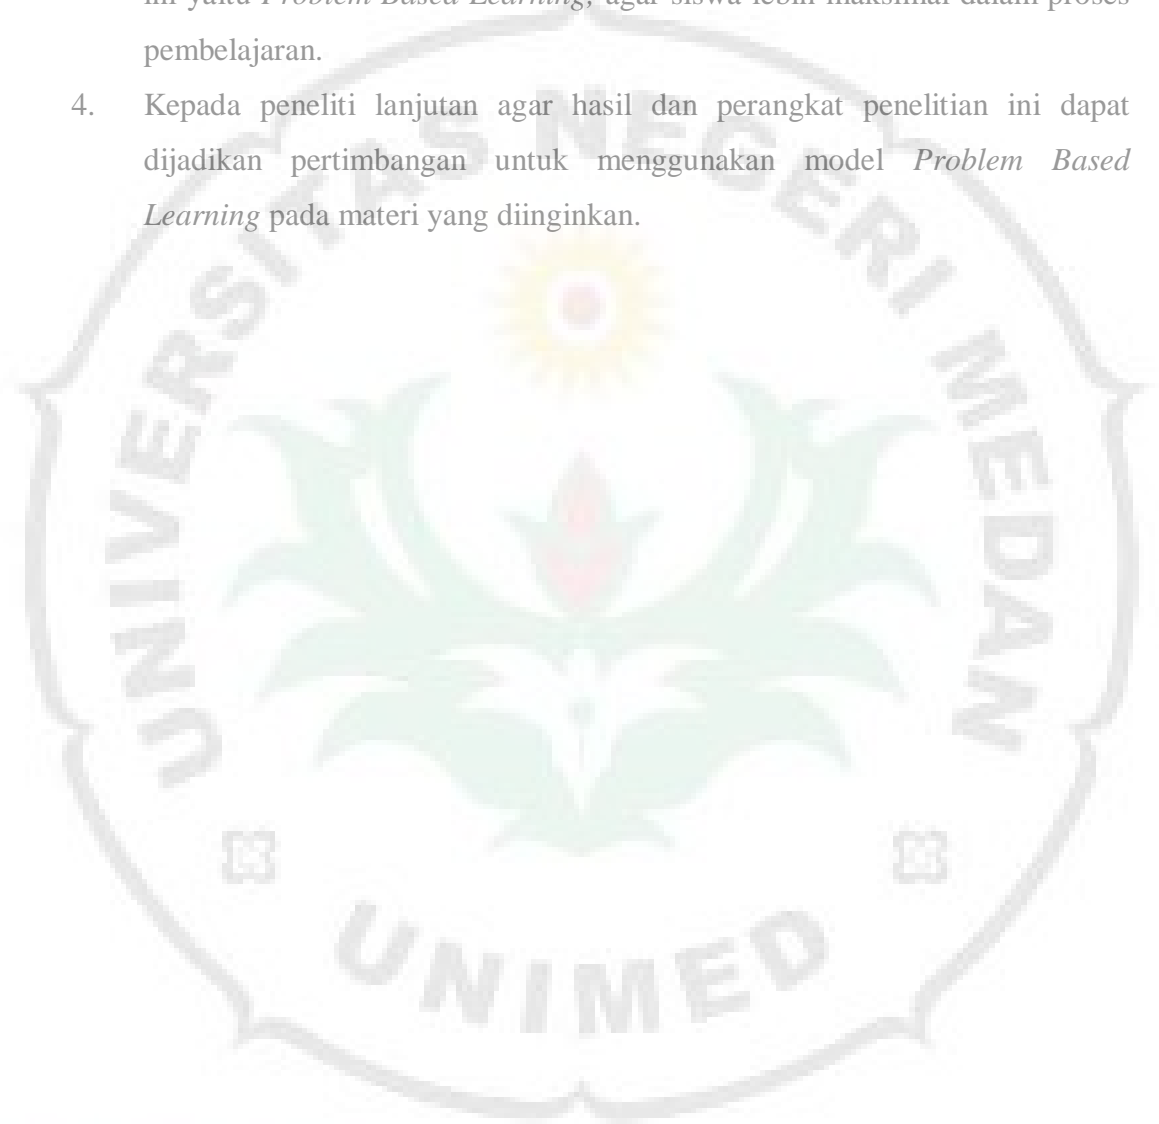 ini yaitu Problem Based Learning, agar siswa lebih maksimal dalam proses
pembelajaran.
4. Kepada peneliti lanjutan agar hasil dan perangkat penelitian ini dapat
dijadikan pertimbangan untuk menggunakan model Problem Based
Learning pada materi yang diinginkan.
UNIVERSITAS NEGERI MEDAN
UNIMED